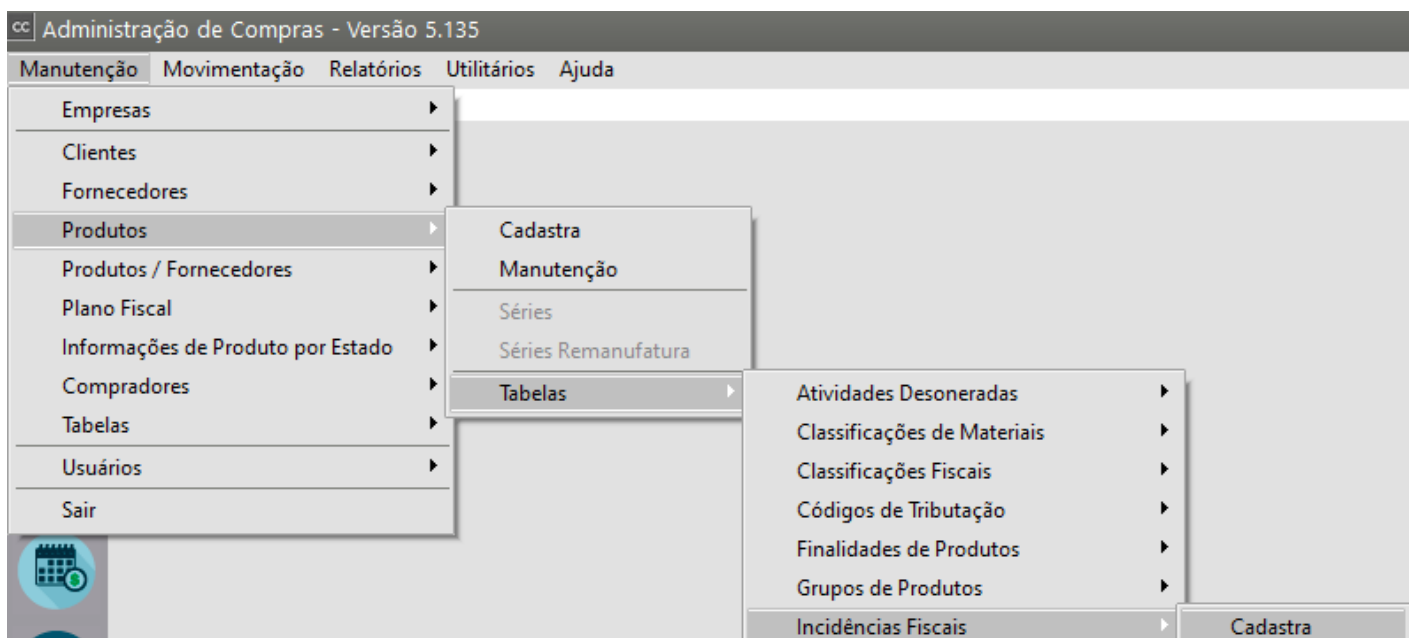 cc Administração de Compras - Versão 5.135
Manutenção Movimentação Relatórios Utilitários Ajuda
Empresas
Clientes
Fornecedores
Produtos
Produtos / Fornecedores
Plano Fiscal
Informações de Produto por Estado
Compradores
Tabelas
Usuários
Sair
Cadastra
Manutenção
Séries
Séries Remanufatura
Tabelas
Atividades Desoneradas
Classificações de Materiais
Classificações Fiscais
Códigos de Tributação
Finalidades de Produtos
Grupos de Produtos
Incidências Fiscais
Cadastra